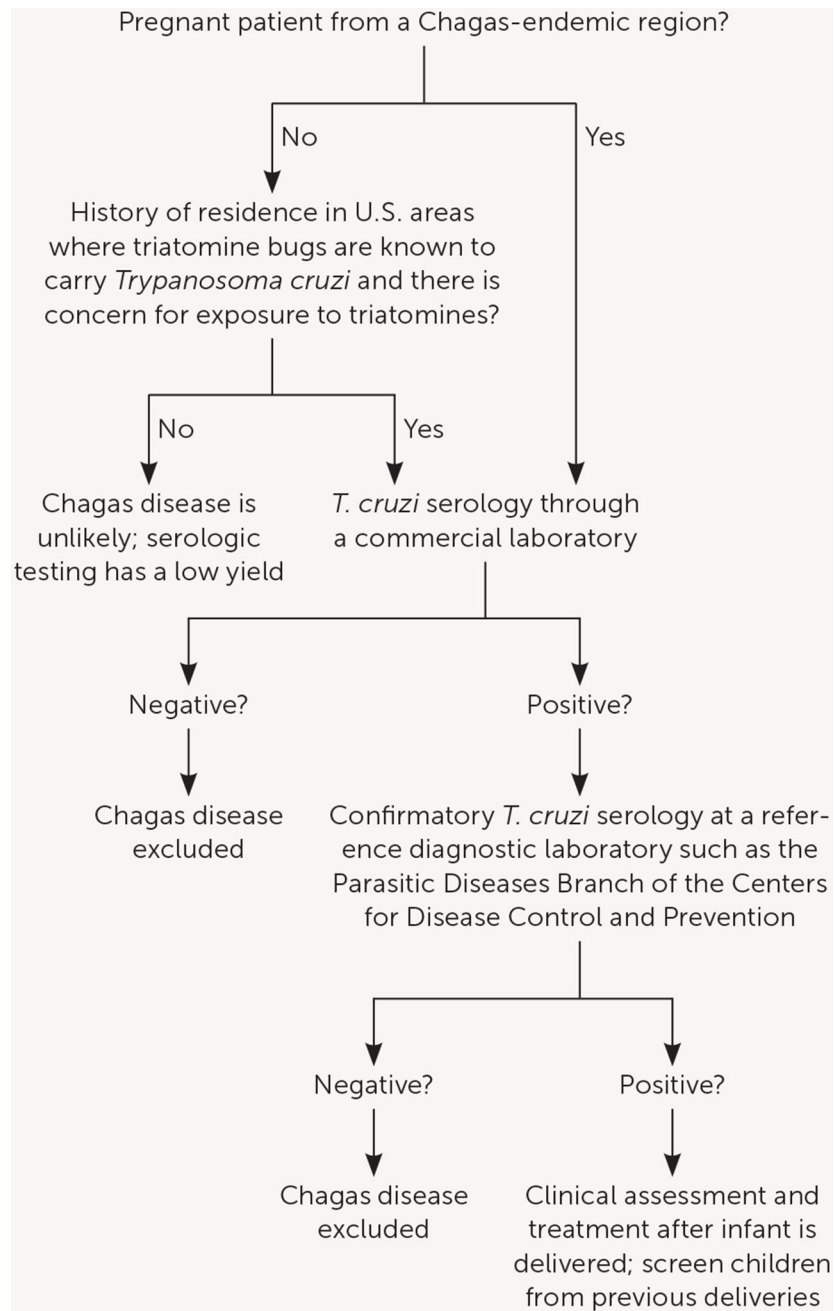 Pregnant patient from a Chagas-endemic region?
No
Yes
History of residence in U.S. areas
where triatomine bugs are known to
carry Trypanosoma cruzi and there is
concern for exposure to triatomines?
No
Yes
Chagas disease is
unlikely; serologic
testing has a low yield
T. cruzi serology through
a commercial laboratory
Negative?
Positive?
Chagas disease
excluded
Confirmatory T. cruzi serology at a refer-
ence diagnostic laboratory such as the
Parasitic Diseases Branch of the Centers
for Disease Control and Prevention
Negative?
Positive?
Chagas disease
excluded
Clinical assessment and
treatment after infant is
delivered; screen children
from previous deliveries